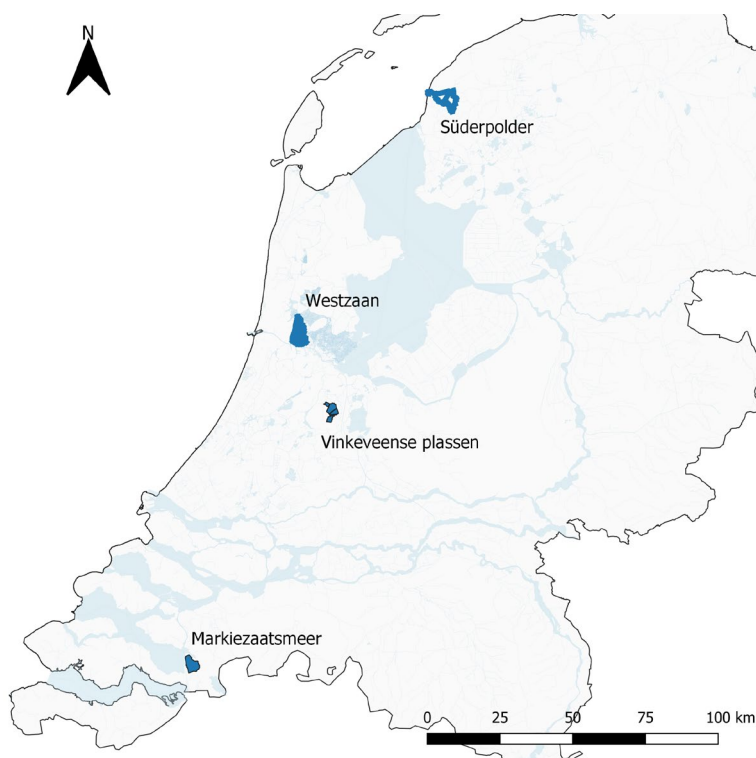 N
Süderpolder
Westzaan
Vinkeveense plassen
Markiezaatsmeer
0 25 50 75 100 km